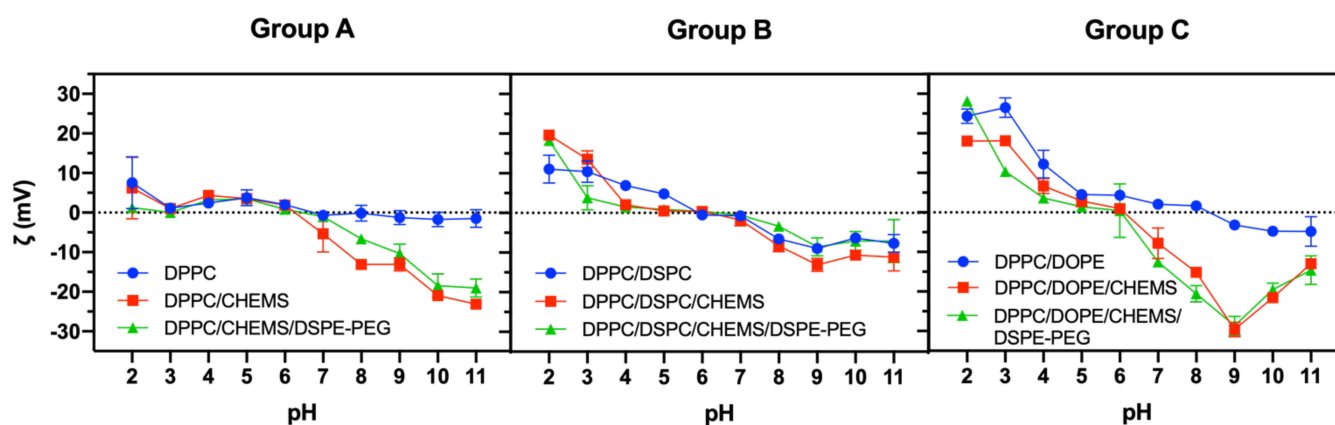 Group A
Group B
Group C
ζ (mV)
30
20
10
0
-10
-20
-30
DPPC
DPPC/CHEMS
DPPC/CHEMS/DSPE-PEG
DPPC/DSPC
DPPC/DSPC/CHEMS
DPPC/DSPC/CHEMS/DSPE-PEG
DPPC/DOPE
DPPC/DOPE/CHEMS
DPPC/DOPE/CHEMS/
DSPE-PEG
2 3 4 5 6 7 8 9 10 11
2 3 4 5 6 7 8 9 10 11
2 3 4 5 6 7 8 9 10 11
pH
pH
pH